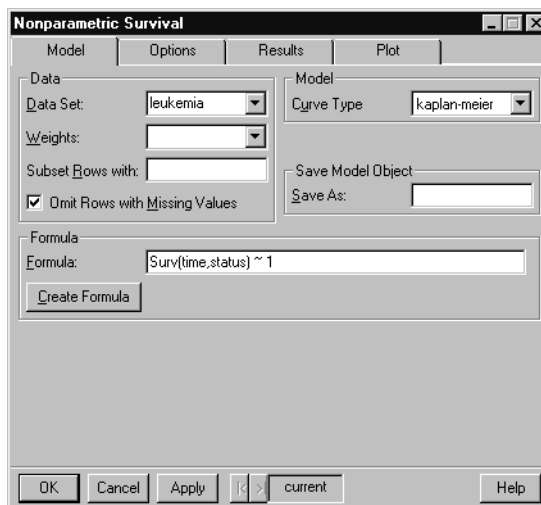 Nonparametric Survival
Model Options Results Plot
Data
Data Set: leukemia
Weights:
Subset Rows with:
Omit Rows with Missing Values
Model
Curve Type kaplan-meier
Save Model Object
Save As:
Formula
Formula: Surv(time,status) ~ 1
Create Formula
OK Cancel Apply current Help